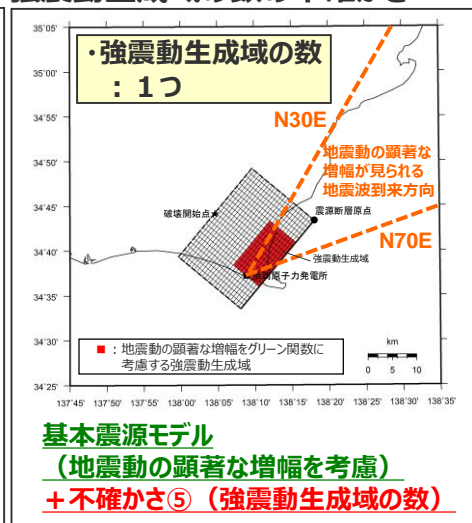 ・強震動生成域の数
：１つ
35°05'
35°00'
34°55'
34°50'
34°45'
34°40'
34°35'
34°30'
34°25'
N30E
地震動の顕著な
増幅が見られる
地震波到来方向
破壊開始点
震源断層原点
N70E
強震動生成域
原子力発電所
■：地震動の顕著な増幅をグリーン関数に
考慮する強震動生成域
km
0 5 10
137°45' 137°50' 137°55' 138°00' 138°05' 138°10' 138°15' 138°20' 138°25' 138°30' 138°35'
基本震源モデル
（地震動の顕著な増幅を考慮）
＋不確かさ⑤（強震動生成域の数）